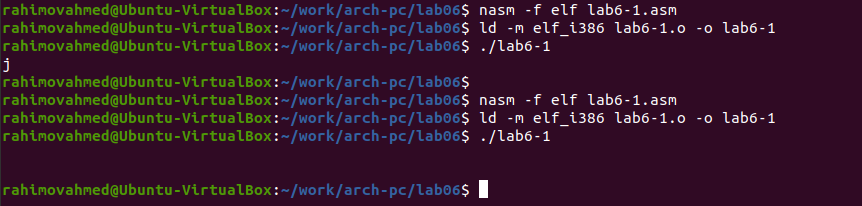 rahimovahmed@Ubuntu-VirtualBox:~/work/arch-pc/lab06$ nasm -f elf lab6-1.asm
rahimovahmed@Ubuntu-VirtualBox:~/work/arch-pc/lab06$ ld -m elf_i386 lab6-1.o -o lab6-1
rahimovahmed@Ubuntu-VirtualBox:~/work/arch-pc/lab06$ ./lab6-1
j
rahimovahmed@Ubuntu-VirtualBox:~/work/arch-pc/lab06$
rahimovahmed@Ubuntu-VirtualBox:~/work/arch-pc/lab06$ nasm -f elf lab6-1.asm
rahimovahmed@Ubuntu-VirtualBox:~/work/arch-pc/lab06$ ld -m elf_i386 lab6-1.o -o lab6-1
rahimovahmed@Ubuntu-VirtualBox:~/work/arch-pc/lab06$ ./lab6-1
rahimovahmed@Ubuntu-VirtualBox:~/work/arch-pc/lab06$